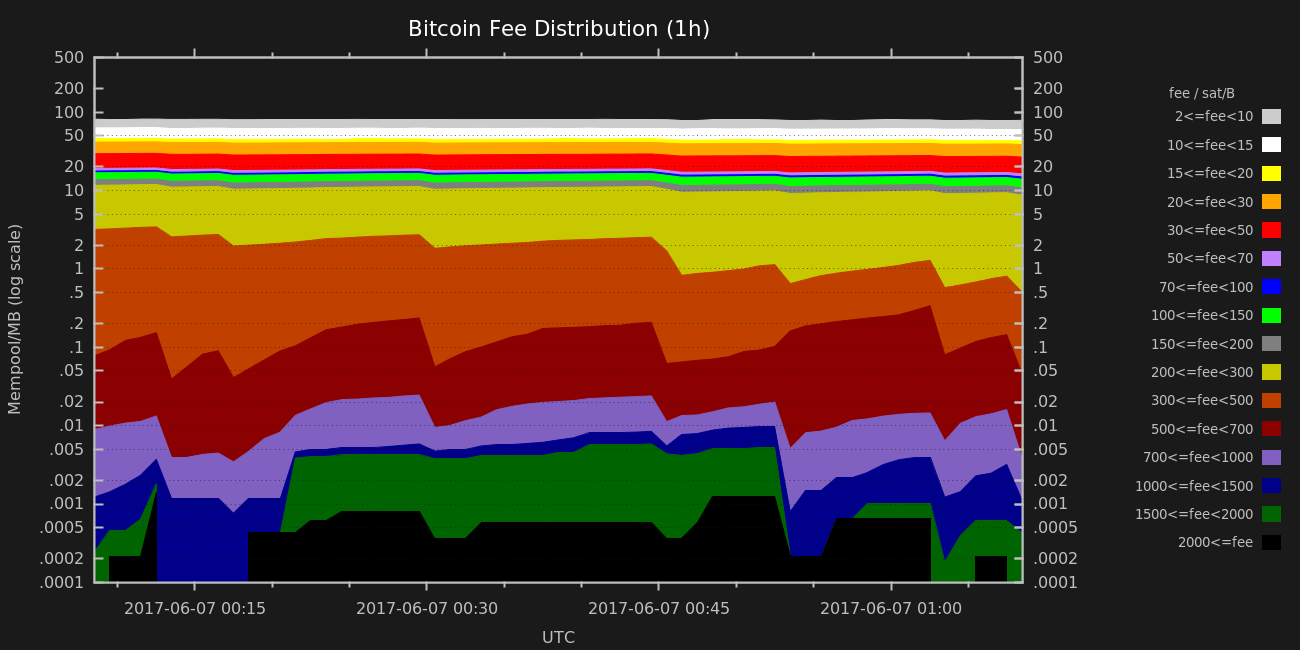 Bitcoin Fee Distribution (1h)
Mempool/MB (log scale)
500
200
100
50
20
10
5
2
1
.5
.2
.1
.05
.02
.01
.005
.002
.001
.0005
.0002
.0001
500
200
100
50
20
10
5
2
1
.5
.2
.1
.05
.02
.01
.005
.002
.001
.0005
.0002
.0001
2017-06-07 00:15
2017-06-07 00:30
2017-06-07 00:45
2017-06-07 01:00
UTC
fee / sat/B
2<=fee<10
10<=fee<15
15<=fee<20
20<=fee<30
30<=fee<50
50<=fee<70
70<=fee<100
100<=fee<150
150<=fee<200
200<=fee<300
300<=fee<500
500<=fee<700
700<=fee<1000
1000<=fee<1500
1500<=fee<2000
2000<=fee